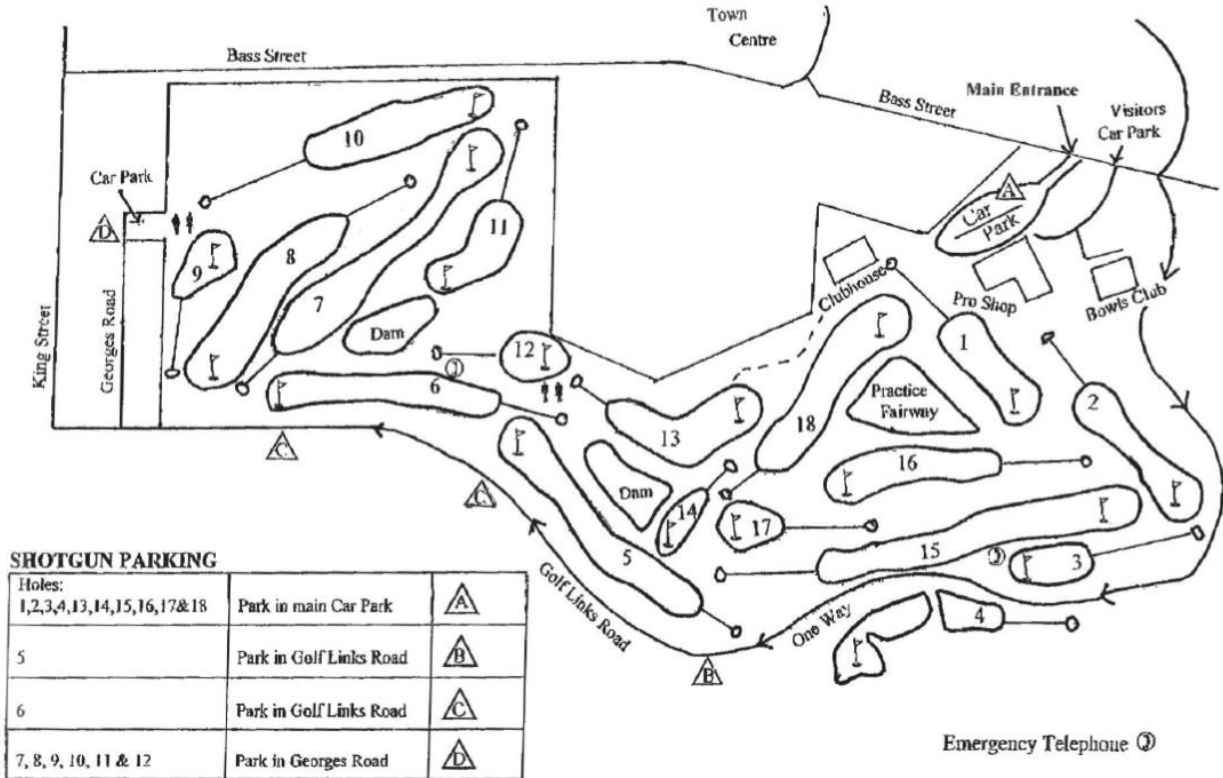 Town
Centre
Bass Street
Bass Street
Main Entrance
Visitors
Car Park
10
Car Park
A
Car
Park
D
11
8
9
Clubhouse
Pro Shop
Bowls Club
7
1
King Street
Georges Road
Dam
12
6
Practice
Fairway
2
13
18
C
16
C
Dam
14
17
15
3
5
Golf Links Road
One Way
4
B
SHOTGUN PARKING
Holes:
1,2,3,4,13,14,15,16,17&18 Park in main Car Park A
5 Park in Golf Links Road B
6 Park in Golf Links Road C
7, 8, 9, 10, 11 & 12 Park in Georges Road D
Emergency Telephone